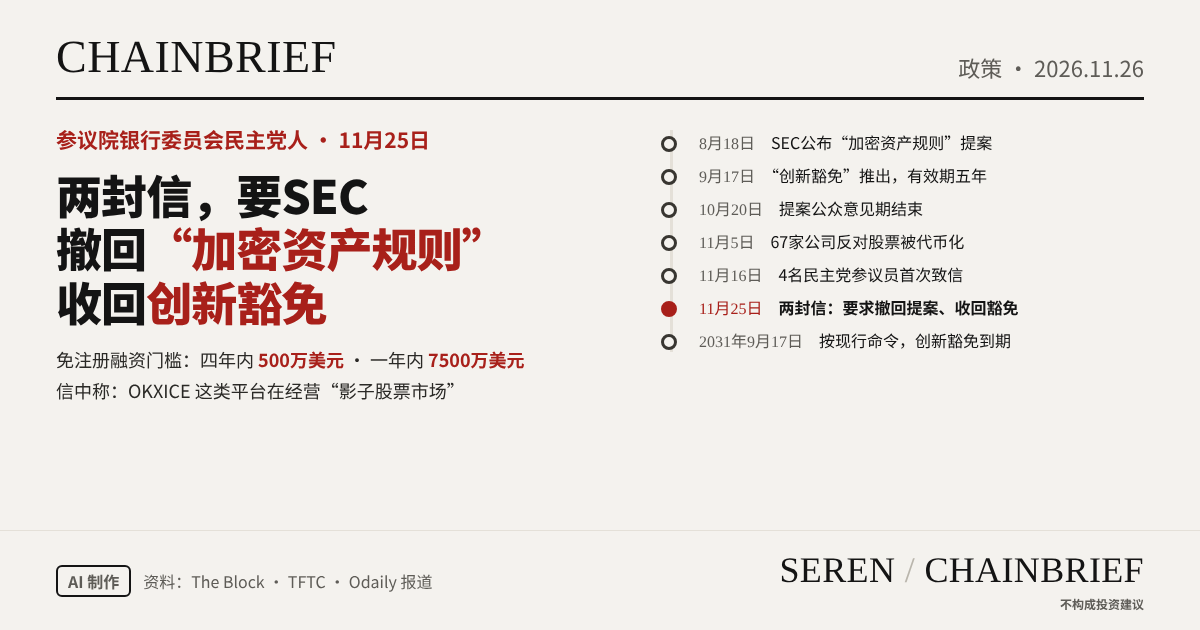 CHAINBRIEF
政策 · 2026.11.26
参议院银行委员会民主党人 · 11月25日
两封信，要SEC
撤回“加密资产规则”
收回创新豁免
免注册融资门槛：四年内 500万美元 · 一年内 7500万美元
信中称：OKXICE 这类平台在经营“影子股票市场”
8月18日 SEC公布“加密资产规则”提案
9月17日 “创新豁免”推出，有效期五年
10月20日 提案公众意见期结束
11月5日 67家公司反对股票被代币化
11月16日 4名民主党参议员首次致信
11月25日 两封信：要求撤回提案、收回豁免
2031年9月17日 按现行命令，创新豁免到期
AI 制作 资料：The Block · TFTC · Odaily 报道
SEREN / CHAINBRIEF
不构成投资建议